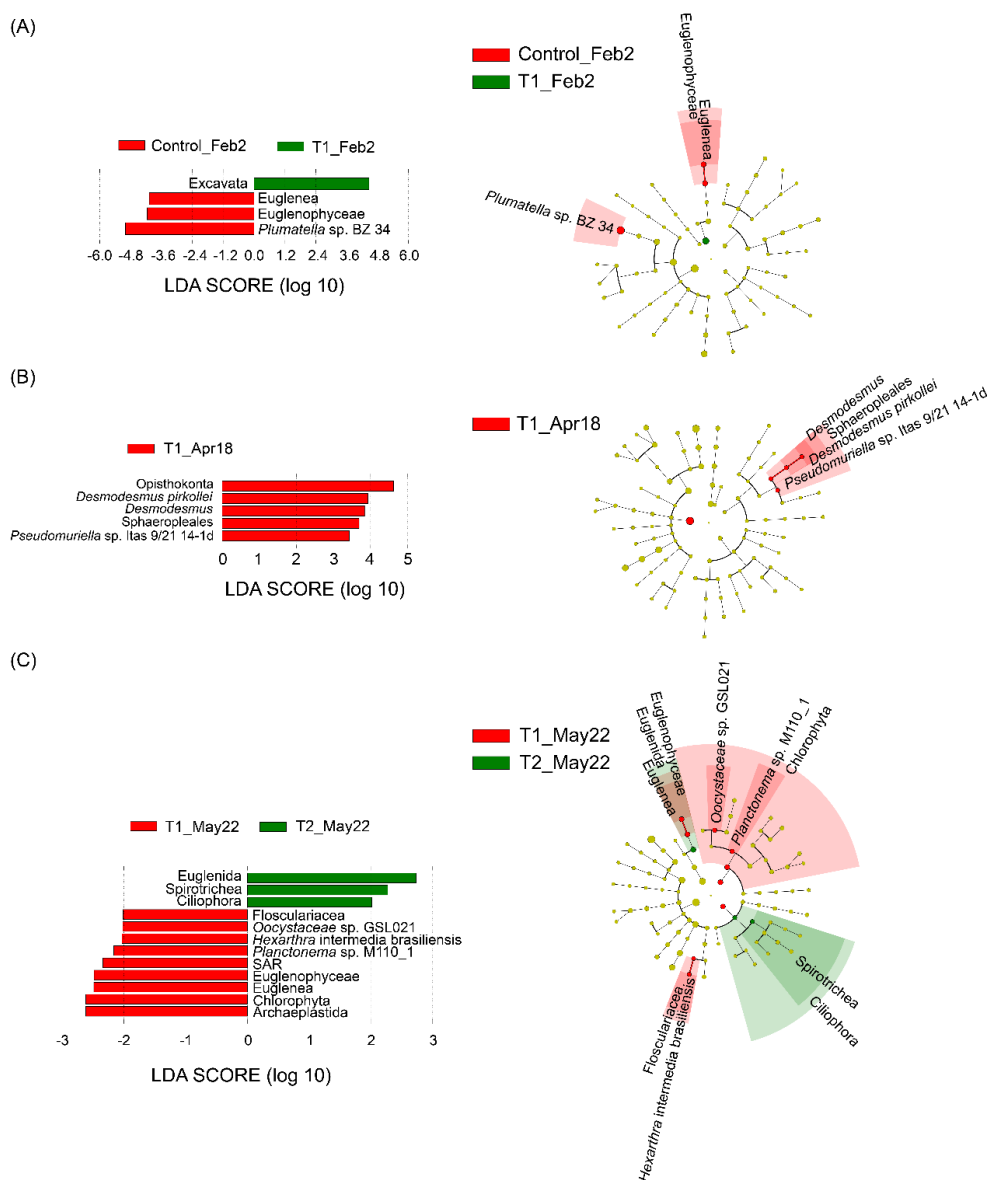 (A)
Control_Feb2
T1_Feb2
Excavata
Euglenea
Euglenophyceae
Plumatella sp. BZ 34
-6.0 -4.8 -3.6 -2.4 -1.2 0.0 1.2 2.4 3.6 4.8 6.0
LDA SCORE (log 10)
Control_Feb2
T1_Feb2
Euglenophyceae
Euglenea
Plumatella sp. BZ 34
(B)
T1_Apr18
Opisthokonta
Desmodesmus pirkollei
Desmodesmus
Sphaeropleales
Pseudomuriella sp. Itas 9/21 14-1d
0 1 2 3 4 5
LDA SCORE (log 10)
T1_Apr18
Desmodesmus
Sphaeropleales
Desmodesmus pirkollei
Pseudomuriella sp. Itas 9/21 14-1d
(C)
T1_May22
T2_May22
Euglenida
Spirotrichea
Ciliophora
Flosculariacea
Oocystaceae sp. GSL021
Hexarthra intermedia brasiliensis
Planctonema sp. M110_1
SAR
Euglenophyceae
Euglenea
Chlorophyta
Archaeplastida
-3 -2 -1 0 1 2 3
LDA SCORE (log 10)
T1_May22
T2_May22
Euglenophyceae
Euglenida
Euglenea
Oocystaceae sp. GSL021
Planctonema sp. M110_1
Chlorophyta
Spirotrichea
Ciliophora
Flosculariacea
Hexarthra intermedia brasiliensis